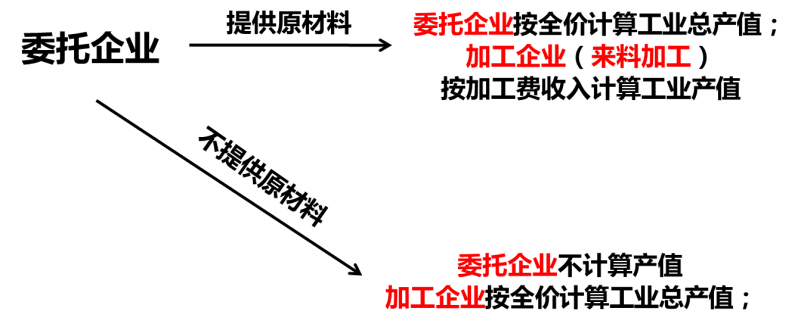 委托企业
提供原材料
委托企业按全价计算工业总产值；
加工企业（来料加工）
按加工费收入计算工业产值
不提供原材料
委托企业不计算产值
加工企业按全价计算工业总产值；